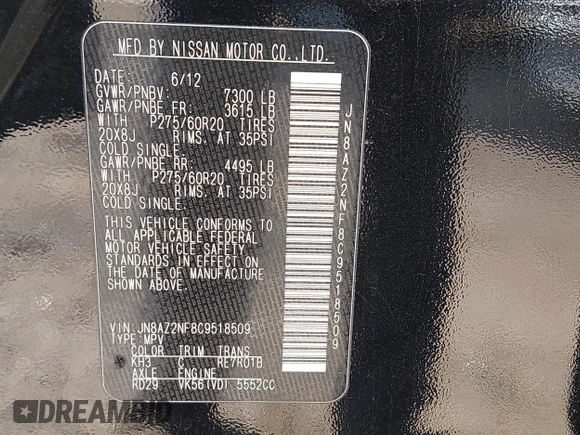 MFD BY NISSAN MOTOR CO.,LTD.
DATE: 6/12
GVWR/PNBV: 7300 LB
GAWR/PNBE FR: 3615 LB
WITH P275/60R20 TIRES
20X8J RIMS. AT 35PSI
COLD SINGLE.
GAWR/PNBE RR: 4495 LB
WITH P275/60R20 TIRES
20X8J RIMS. AT 35PSI
COLD SINGLE.
THIS VEHICLE CONFORMS TO
ALL APPLICABLE FEDERAL
MOTOR VEHICLE SAFETY
STANDARDS IN EFFECT ON
THE DATE OF MANUFACTURE
SHOWN ABOVE.
VIN: JN8AZ2NF8C9518509
TYPE: MPV
COLOR TRIM TRANS
KH3 C RE7R01B
AXLE ENGINE
RD29 VK56(VD) 5552CC
JN8AZ2NF8C9518509
DREAMBID